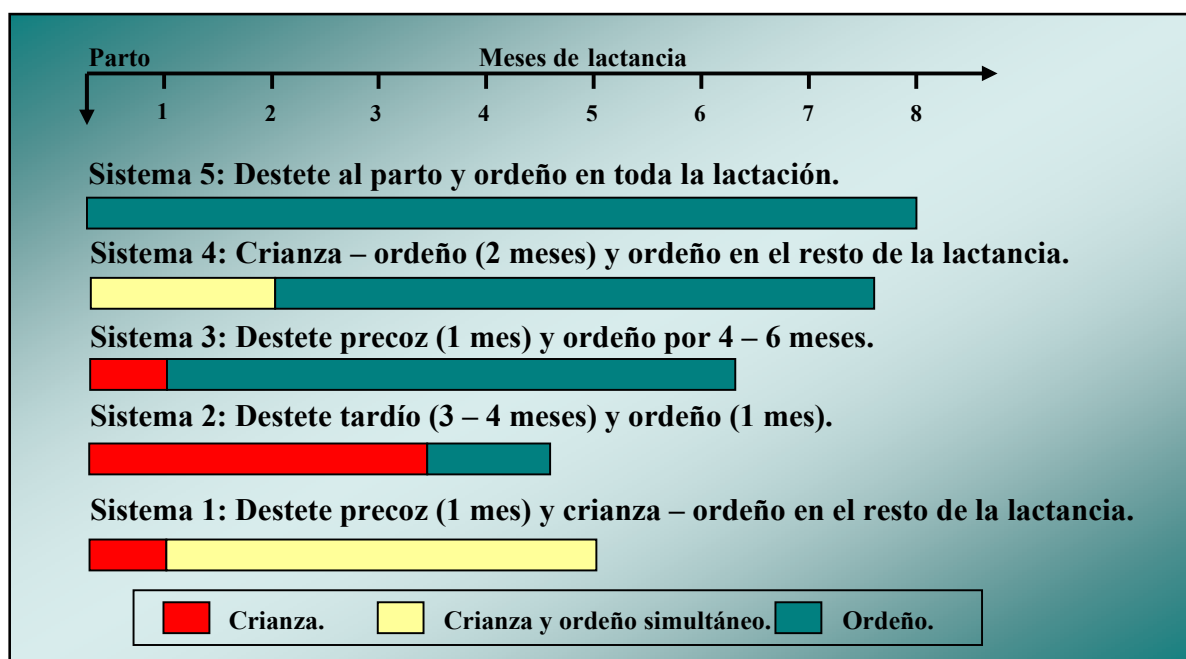 Parto Meses de lactancia
1 2 3 4 5 6 7 8
Sistema 5: Destete al parto y ordeño en toda la lactación.
Sistema 4: Crianza – ordeño (2 meses) y ordeño en el resto de la lactancia.
Sistema 3: Destete precoz (1 mes) y ordeño por 4 – 6 meses.
Sistema 2: Destete tardío (3 – 4 meses) y ordeño (1 mes).
Sistema 1: Destete precoz (1 mes) y crianza – ordeño en el resto de la lactancia.
Crianza. Crianza y ordeño simultáneo. Ordeño.